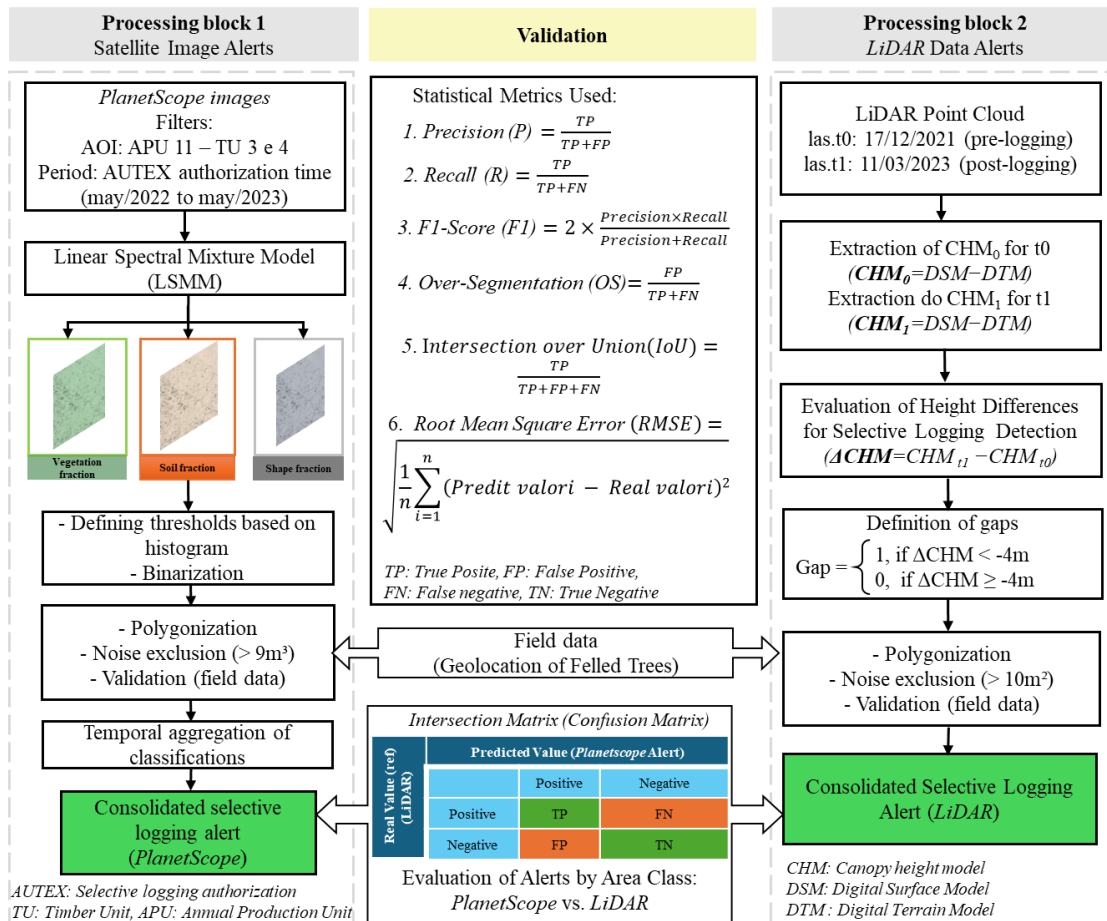 Processing block 1
Satellite Image Alerts
PlanetScope images
Filters:
AOI: APU 11 – TU 3 e 4
Period: AUTEX authorization time
(may/2022 to may/2023)
Linear Spectral Mixture Model
(LSMM)
Vegetation
fraction
Soil fraction
Shape fraction
- Defining thresholds based on
histogram
- Binarization
- Polygonization
- Noise exclusion (> 9m³)
- Validation (field data)
Temporal aggregation of
classifications
Consolidated selective
logging alert
(PlanetScope)
AUTEX: Selective logging authorization
TU: Timber Unit, APU: Annual Production Unit
Validation
Statistical Metrics Used:
1. Precision (P) = TP / TP+FP
2. Recall (R) = TP / TP+FN
3. F1-Score (F1) = 2 × Precision×Recall / Precision+Recall
4. Over-Segmentation (OS)= FP / TP+FN
5. Intersection over Union(IoU) =
TP / TP+FP+FN
6. Root Mean Square Error (RMSE) =
√ 1/n ∑ n i=1 (Predit valori − Real valori)²
TP: True Posite, FP: False Positive,
FN: False negative, TN: True Negative
Field data
(Geolocation of Felled Trees)
Intersection Matrix (Confusion Matrix)
Real Value (ref)
(LiDAR)
Predicted Value (Planetscope Alert)
Positive Negative
Positive TP FN
Negative FP TN
Evaluation of Alerts by Area Class:
PlanetScope vs. LiDAR
Processing block 2
LiDAR Data Alerts
LiDAR Point Cloud
las.t0: 17/12/2021 (pre-logging)
las.t1: 11/03/2023 (post-logging)
Extraction of CHM₀ for t0
(CHM₀=DSM−DTM)
Extraction do CHM₁ for t1
(CHM₁=DSM−DTM)
Evaluation of Height Differences
for Selective Logging Detection
(ΔCHM=CHM t1 −CHM t0)
Definition of gaps
Gap = { 1, if ΔCHM < -4m
0, if ΔCHM ≥ -4m
- Polygonization
- Noise exclusion (> 10m²)
- Validation (field data)
Consolidated Selective Logging
Alert (LiDAR)
CHM: Canopy height model
DSM: Digital Surface Model
DTM : Digital Terrain Model